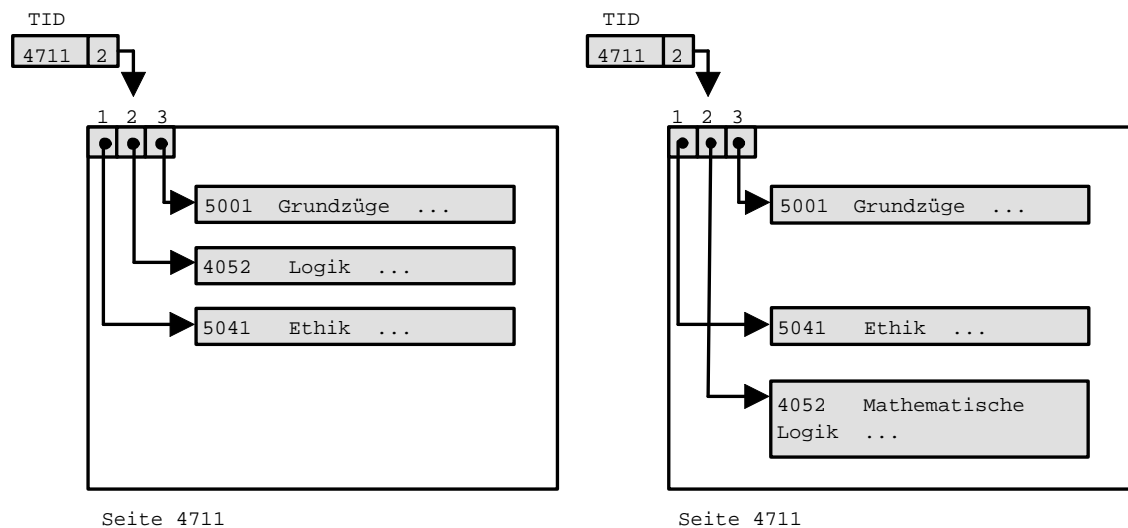 TID
4711 2
1 2 3
5001 Grundzüge ...
4052 Logik ...
5041 Ethik ...
Seite 4711
TID
4711 2
1 2 3
5001 Grundzüge ...
5041 Ethik ...
4052 Mathematische
Logik ...
Seite 4711